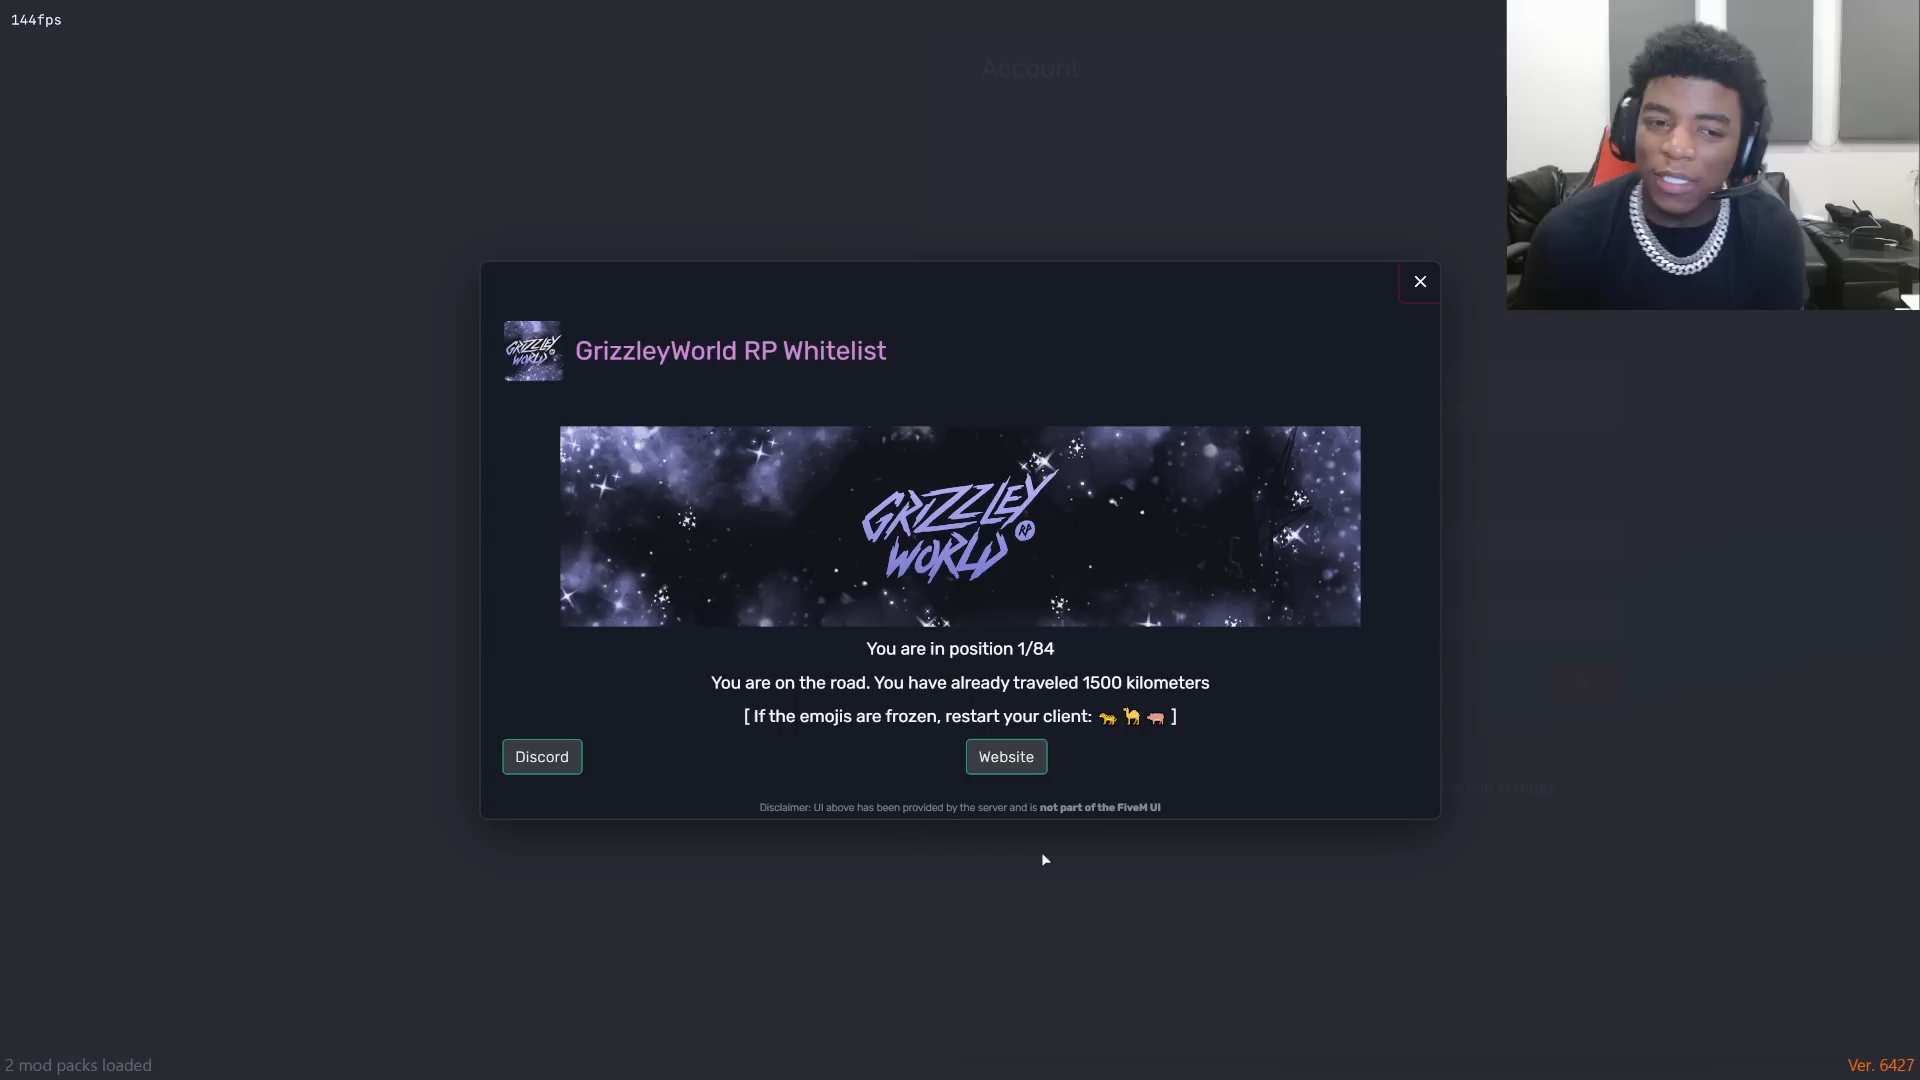 144fps
Account
GRIZZLEY
WORLD
GrizzleyWorld RP Whitelist
GRIZZLEY
WORLD RP
You are in position 1/84
You are on the road. You have already traveled 1500 kilometers
[ If the emojis are frozen, restart your client: 🐆 🐪 🐖 ]
Discord
Website
Disclaimer: UI above has been provided by the server and is not part of the FiveM UI
2 mod packs loaded
Ver. 6427